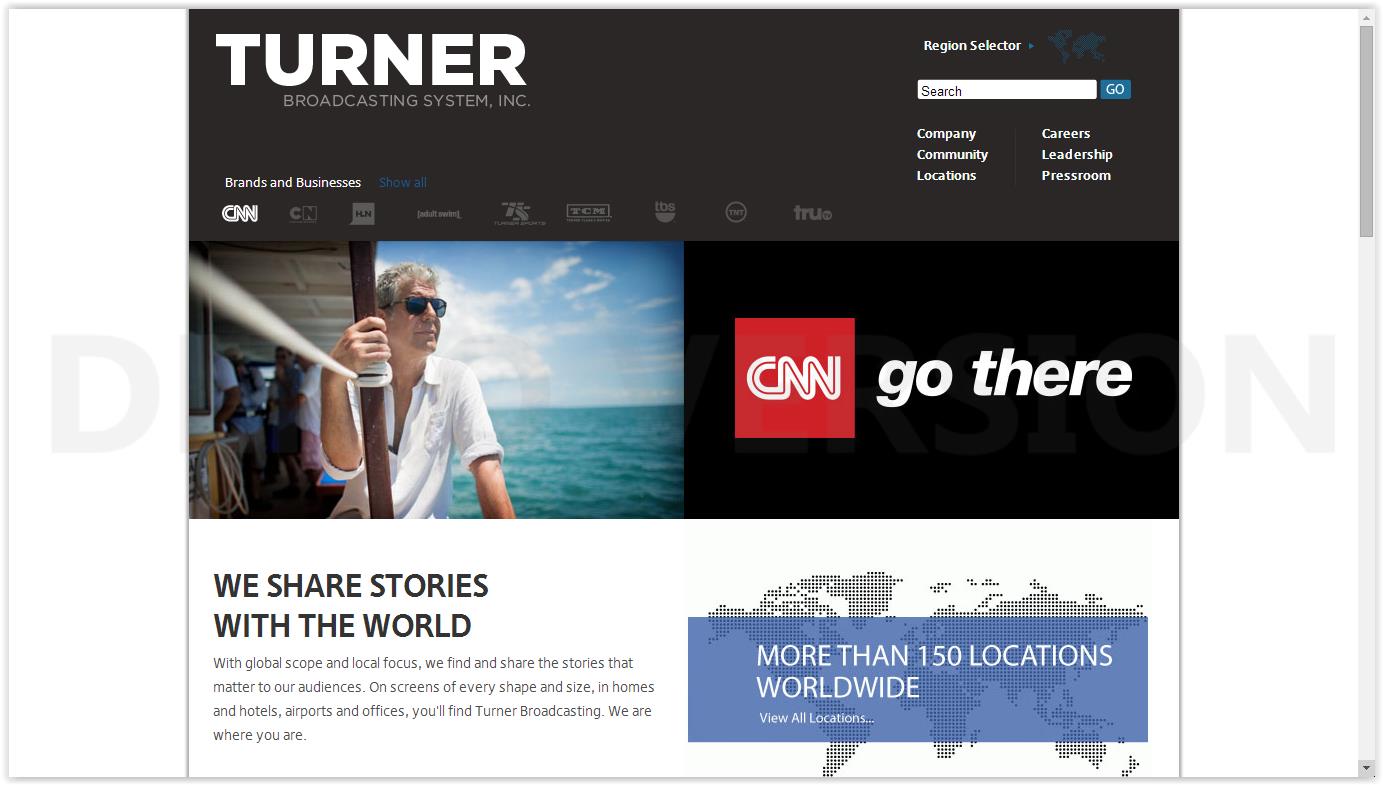 TURNER
BROADCASTING SYSTEM, INC.
Region Selector
Search GO
Company Careers
Community Leadership
Locations Pressroom
Brands and Businesses Show all
CNN CN HLN [adult swim] TURNER SPORTS TCM tbs TNT truTV
CNN go there
DEMO VERSION
WE SHARE STORIES
WITH THE WORLD
With global scope and local focus, we find and share the stories that
matter to our audiences. On screens of every shape and size, in homes
and hotels, airports and offices, you'll find Turner Broadcasting. We are
where you are.
MORE THAN 150 LOCATIONS
WORLDWIDE
View All Locations...